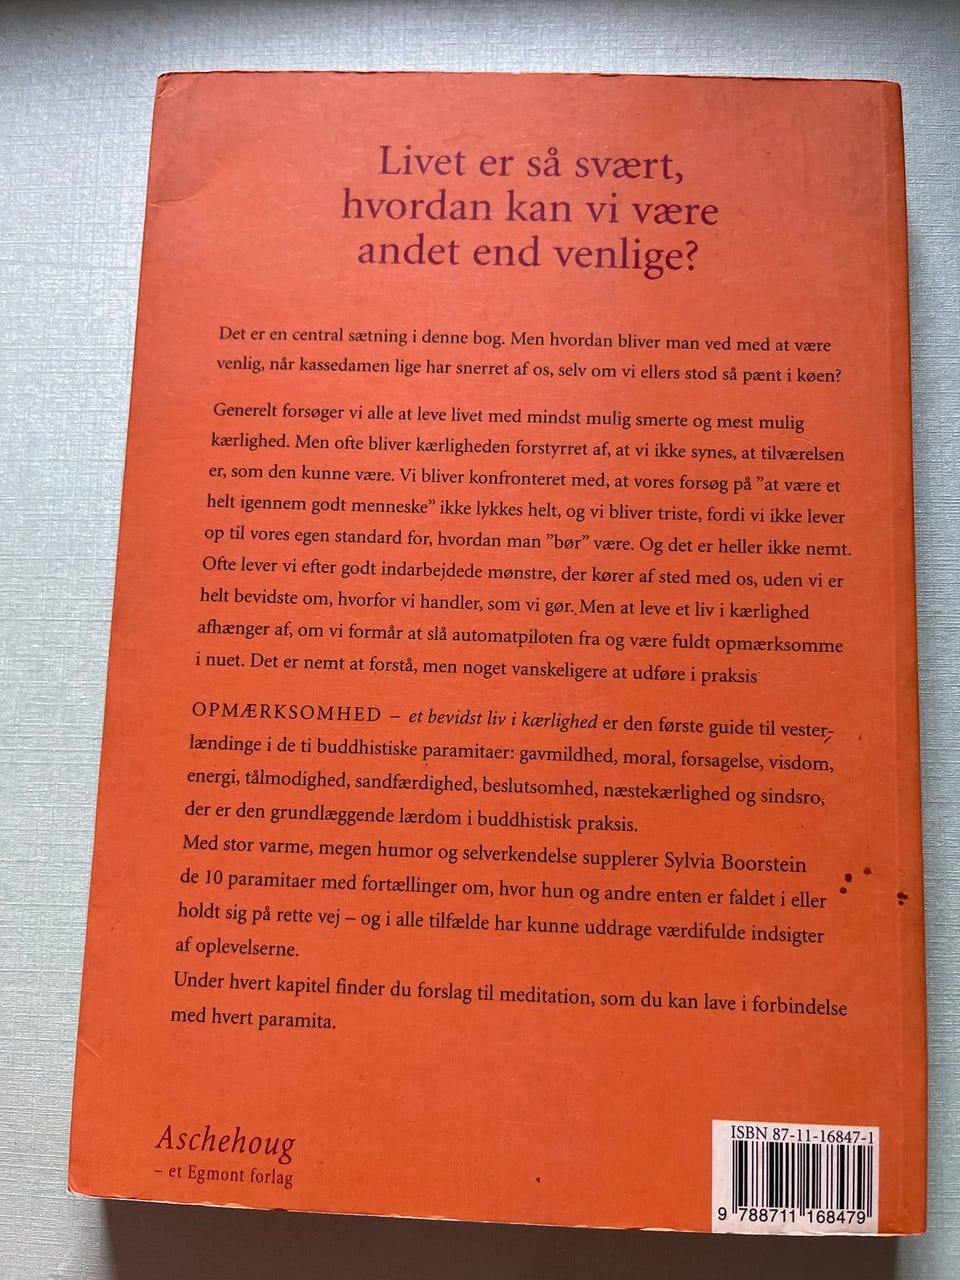 Livet er så svært,
hvordan kan vi være
andet end venlige?
Det er en central sætning i denne bog. Men hvordan bliver man ved med at være
venlig, når kassedamen lige har snerret af os, selv om vi ellers stod så pænt i køen?
Generelt forsøger vi alle at leve livet med mindst mulig smerte og mest mulig
kærlighed. Men ofte bliver kærligheden forstyrret af, at vi ikke synes, at tilværelsen
er, som den kunne være. Vi bliver konfronteret med, at vores forsøg på ”at være et
helt igennem godt menneske” ikke lykkes helt, og vi bliver triste, fordi vi ikke lever
op til vores egen standard for, hvordan man ”bør” være. Og det er heller ikke nemt.
Ofte lever vi efter godt indarbejdede mønstre, der kører af sted med os, uden vi er
helt bevidste om, hvorfor vi handler, som vi gør. Men at leve et liv i kærlighed
afhænger af, om vi formår at slå automatpiloten fra og være fuldt opmærksomme
i nuet. Det er nemt at forstå, men noget vanskeligere at udføre i praksis
OPMÆRKSOMHED – et bevidst liv i kærlighed er den første guide til vester-
lændinge i de ti buddhistiske paramitaer: gavmildhed, moral, forsagelse, visdom,
energi, tålmodighed, sandfærdighed, beslutsomhed, næstekærlighed og sindsro,
der er den grundlæggende lærdom i buddhistisk praksis.
Med stor varme, megen humor og selverkendelse supplerer Sylvia Boorstein
de 10 paramitaer med fortællinger om, hvor hun og andre enten er faldet i eller
holdt sig på rette vej – og i alle tilfælde har kunne uddrage værdifulde indsigter
af oplevelserne.
Under hvert kapitel finder du forslag til meditation, som du kan lave i forbindelse
med hvert paramita.
Aschehoug
– et Egmont forlag
ISBN 87-11-16847-1
9 788711 168479